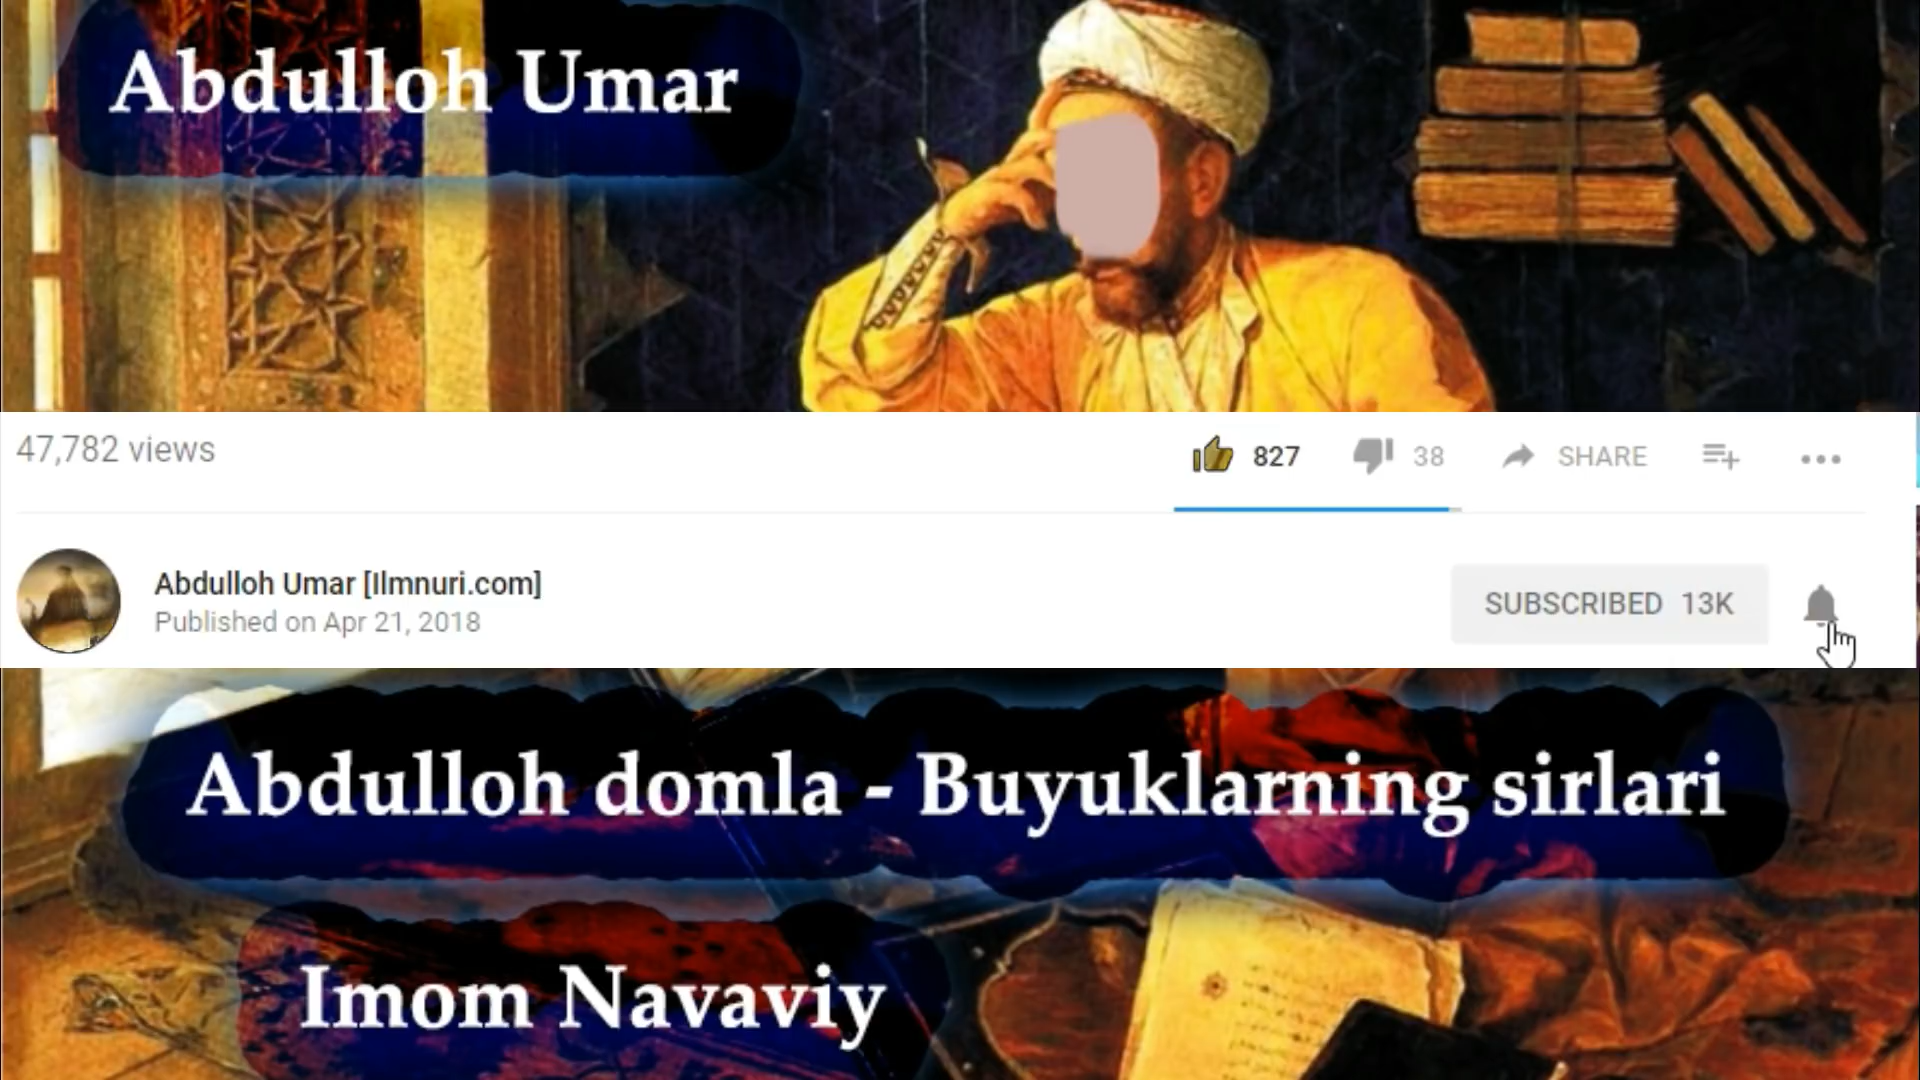 Abdulloh Umar
47,782 views
827 38 SHARE
Abdulloh Umar [Ilmnuri.com]
Published on Apr 21, 2018
SUBSCRIBED 13K
Abdulloh domla - Buyuklarning sirlari
Imom Navaviy